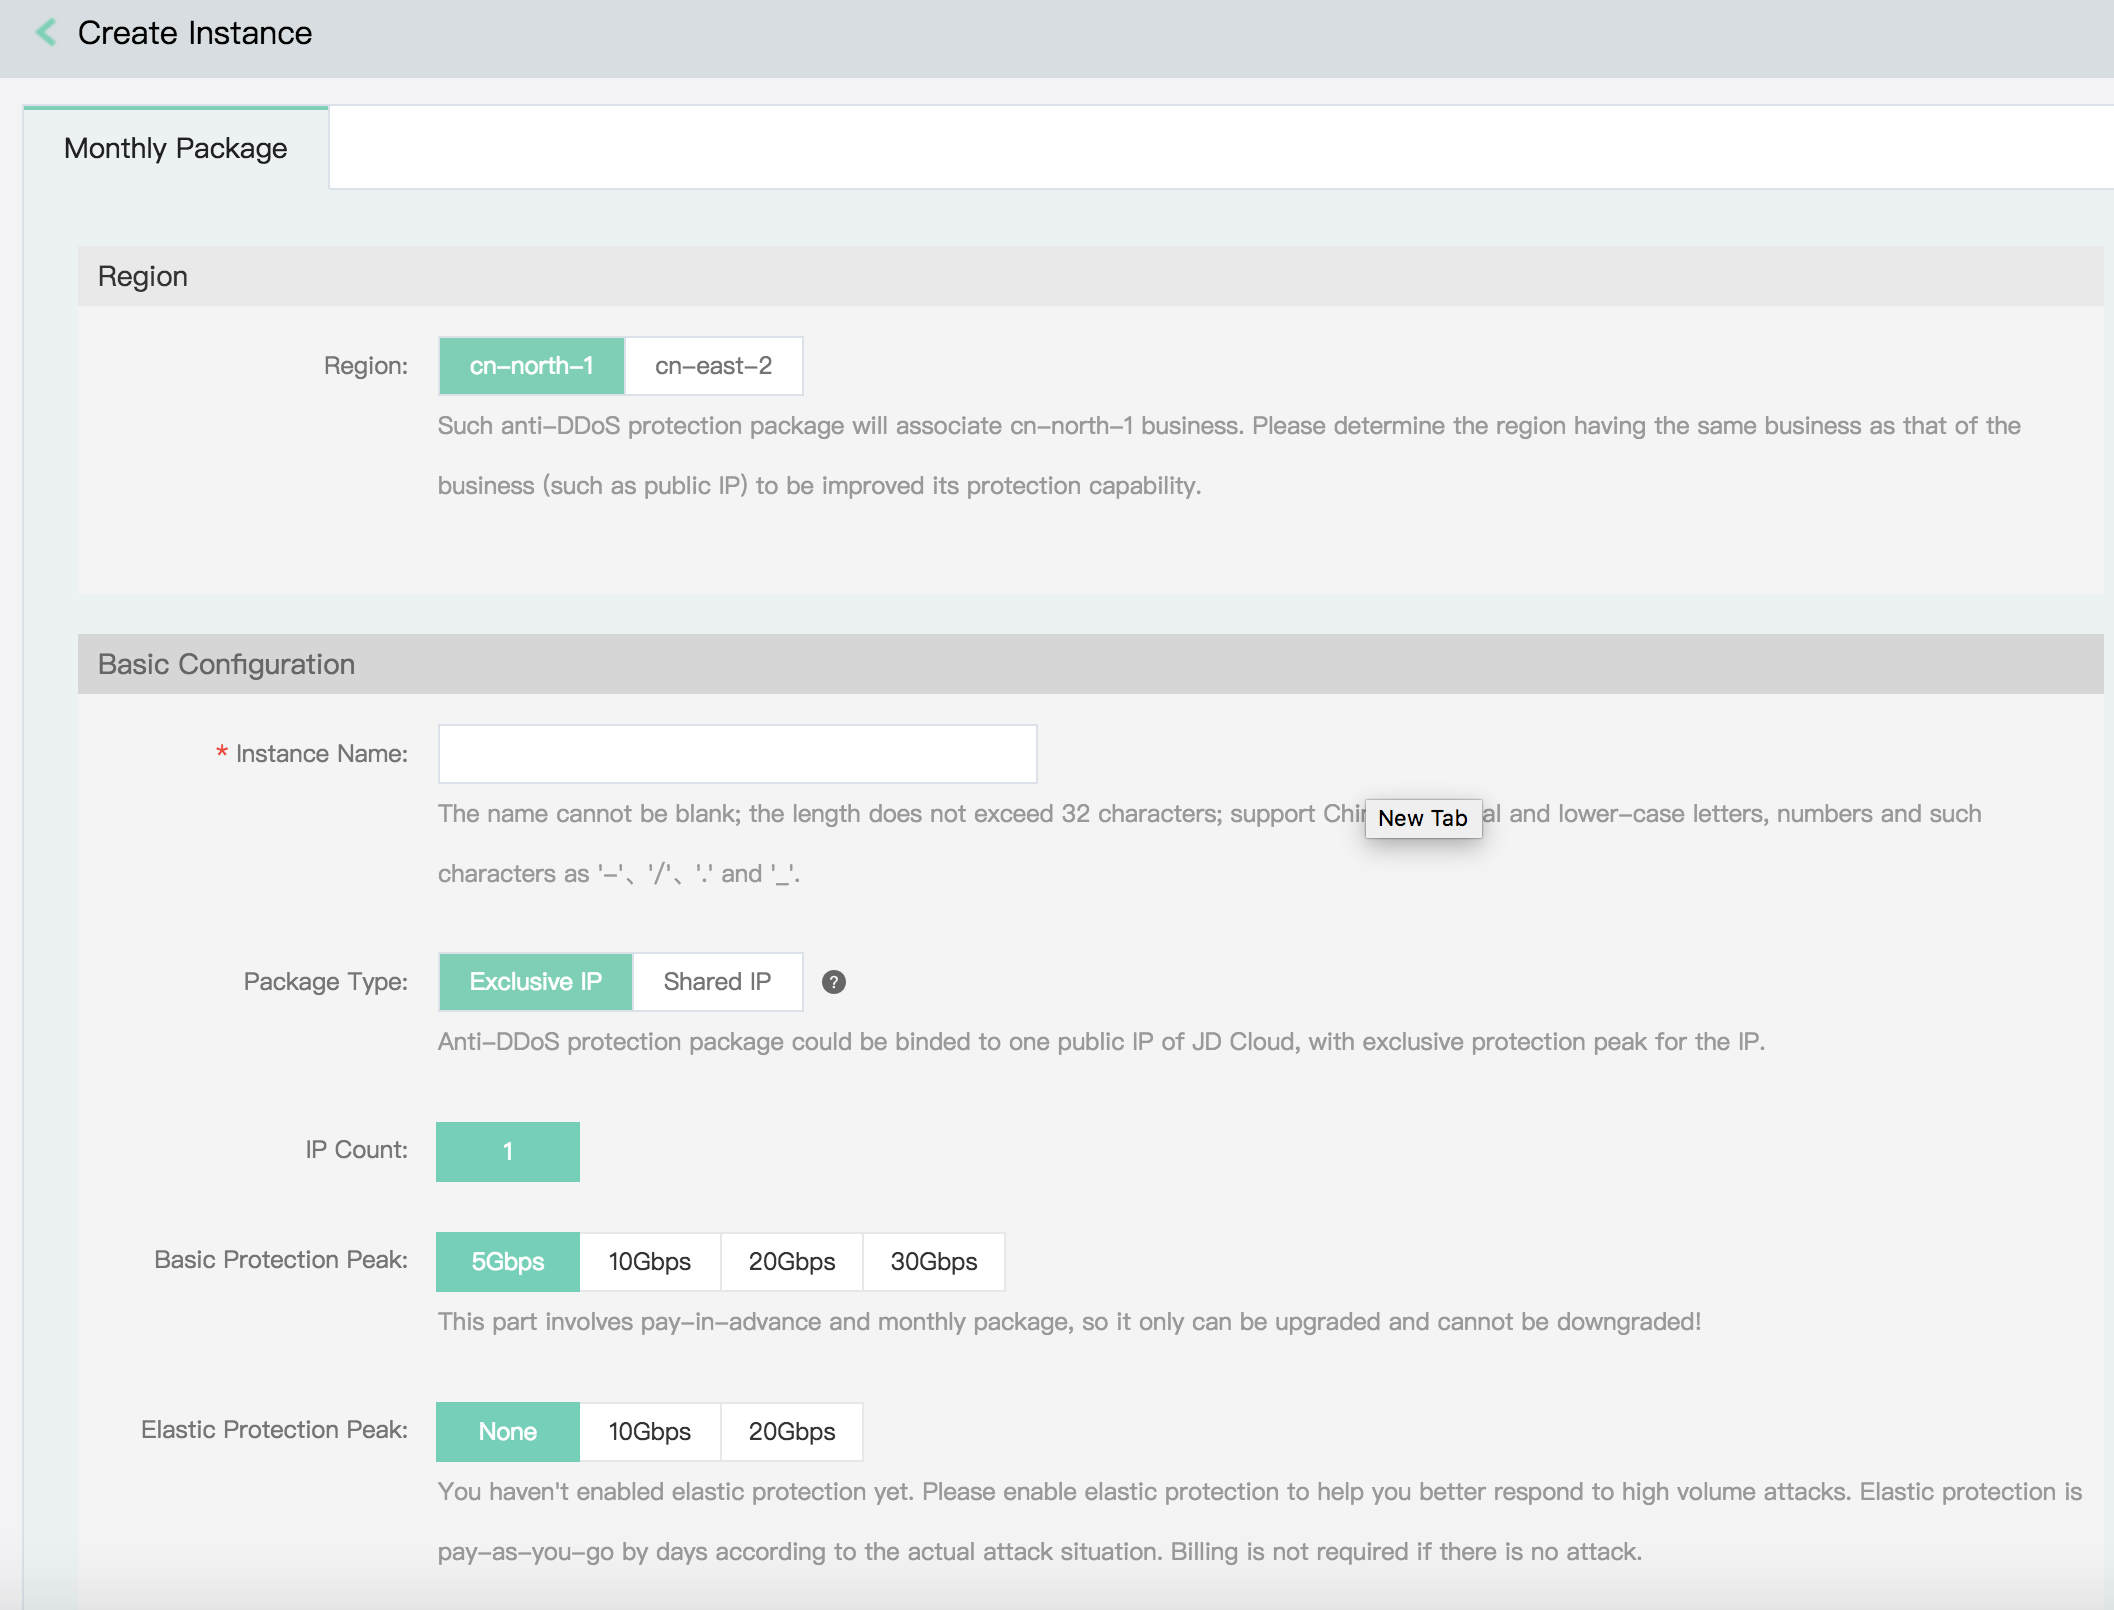 Create Instance
Monthly Package
Region
Region: cn-north-1 cn-east-2
Such anti-DDoS protection package will associate cn-north-1 business. Please determine the region having the same business as that of the
business (such as public IP) to be improved its protection capability.
Basic Configuration
* Instance Name:
The name cannot be blank; the length does not exceed 32 characters; support New Tab and lower-case letters, numbers and such
characters as '-'、'/'、'.' and '_'.
Package Type: Exclusive IP Shared IP ?
Anti-DDoS protection package could be binded to one public IP of JD Cloud, with exclusive protection peak for the IP.
IP Count: 1
Basic Protection Peak: 5Gbps 10Gbps 20Gbps 30Gbps
This part involves pay-in-advance and monthly package, so it only can be upgraded and cannot be downgraded!
Elastic Protection Peak: None 10Gbps 20Gbps
You haven't enabled elastic protection yet. Please enable elastic protection to help you better respond to high volume attacks. Elastic protection is
pay-as-you-go by days according to the actual attack situation. Billing is not required if there is no attack.